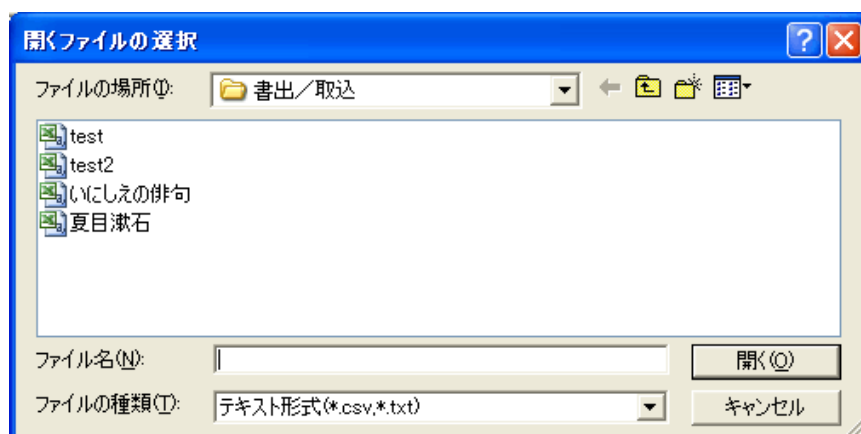 開くファイルの選択
ファイルの場所(I):
書出／取込
test
test2
いにしえの俳句
夏目漱石
ファイル名(N):
開く(O)
ファイルの種類(T):
テキスト形式(*.csv,*.txt)
キャンセル